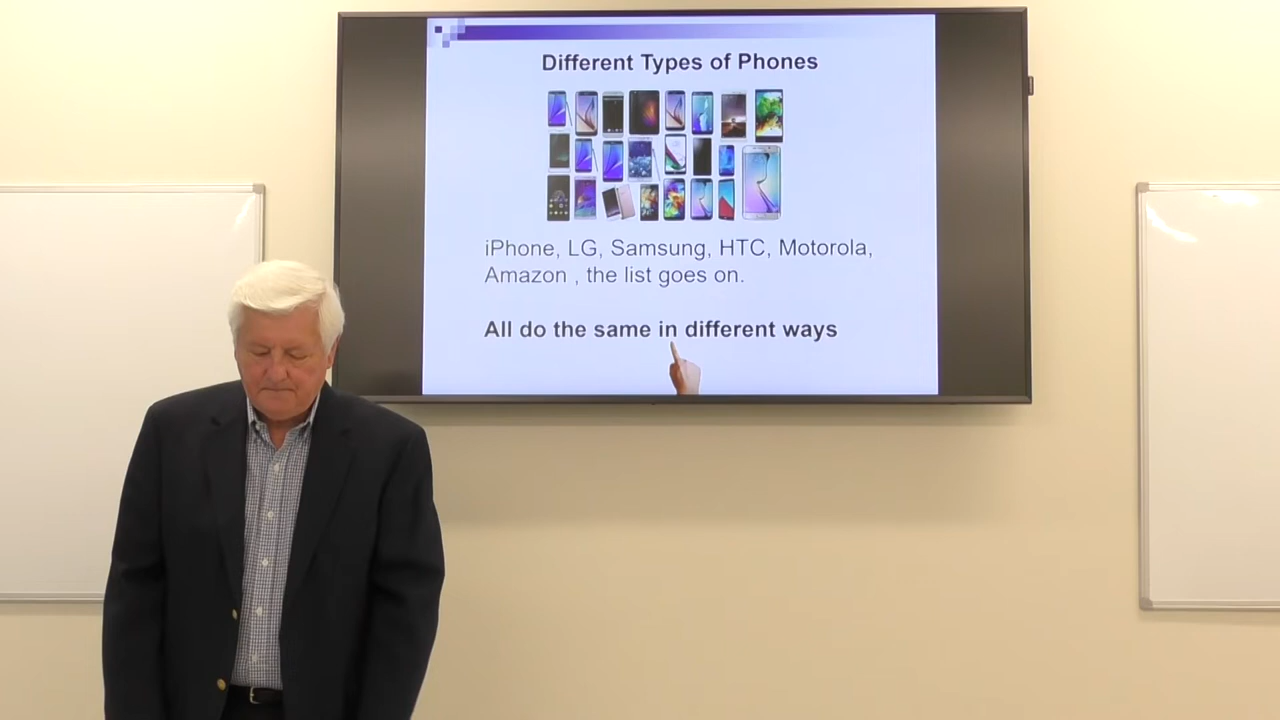 Different Types of Phones
iPhone, LG, Samsung, HTC, Motorola,
Amazon , the list goes on.
All do the same in different ways